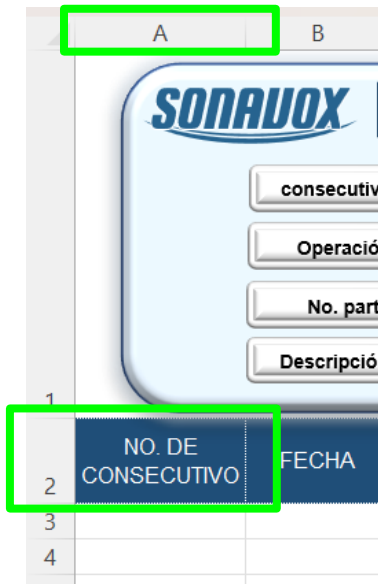 A B
SONAVOX
consecutiv
Operació
No. part
Descripció
1
2 NO. DE CONSECUTIVO FECHA
3
4